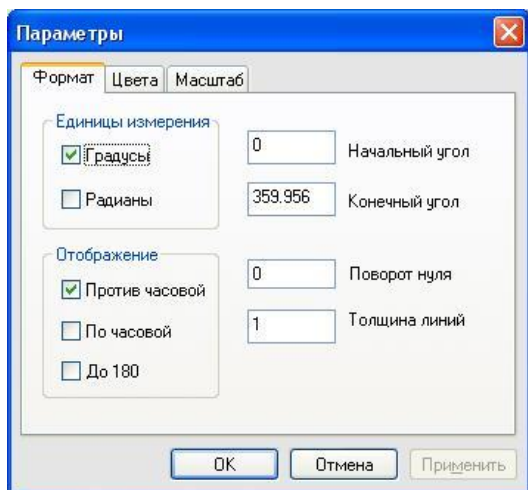 Параметры
Формат Цвета Масштаб
Единицы измерения
Градусы
Радианы
0 Начальный угол
359.956 Конечный угол
Отображение
Против часовой
По часовой
До 180
0 Поворот нуля
1 Толщина линий
OK Отмена Применить